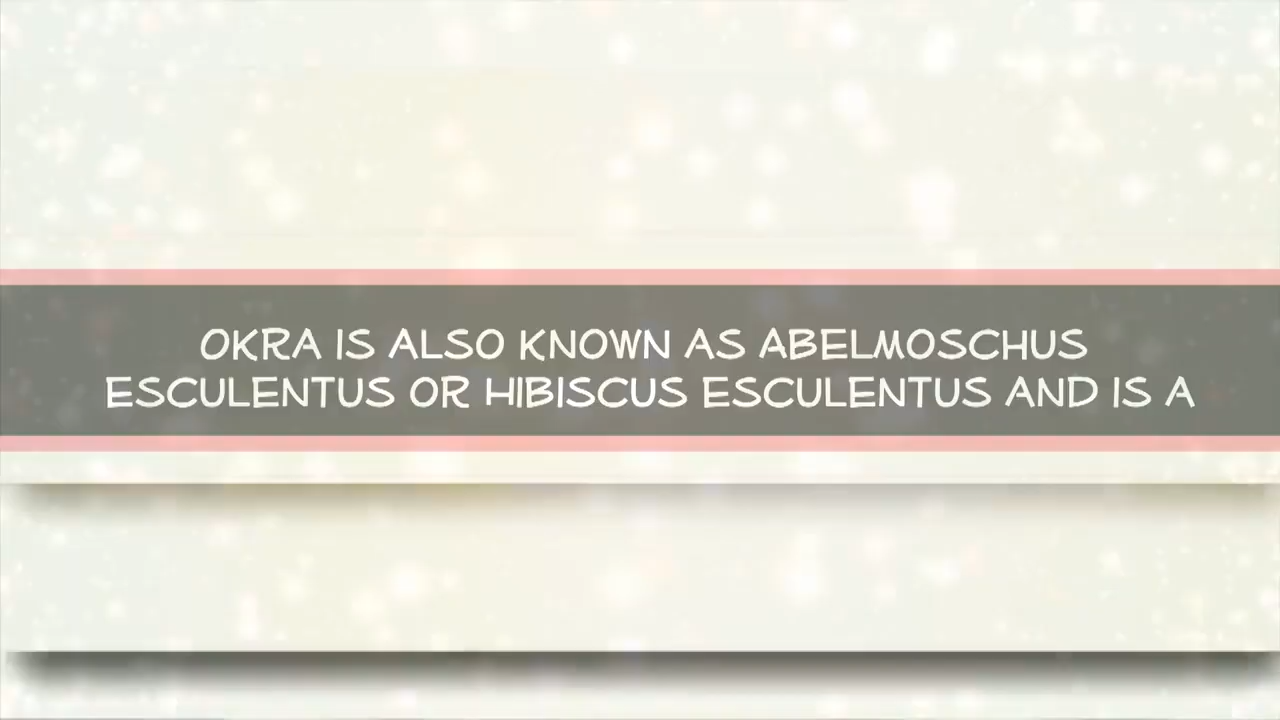 OKRA IS ALSO KNOWN AS ABELMOSCHUS
ESCULENTUS OR HIBISCUS ESCULENTUS AND IS A